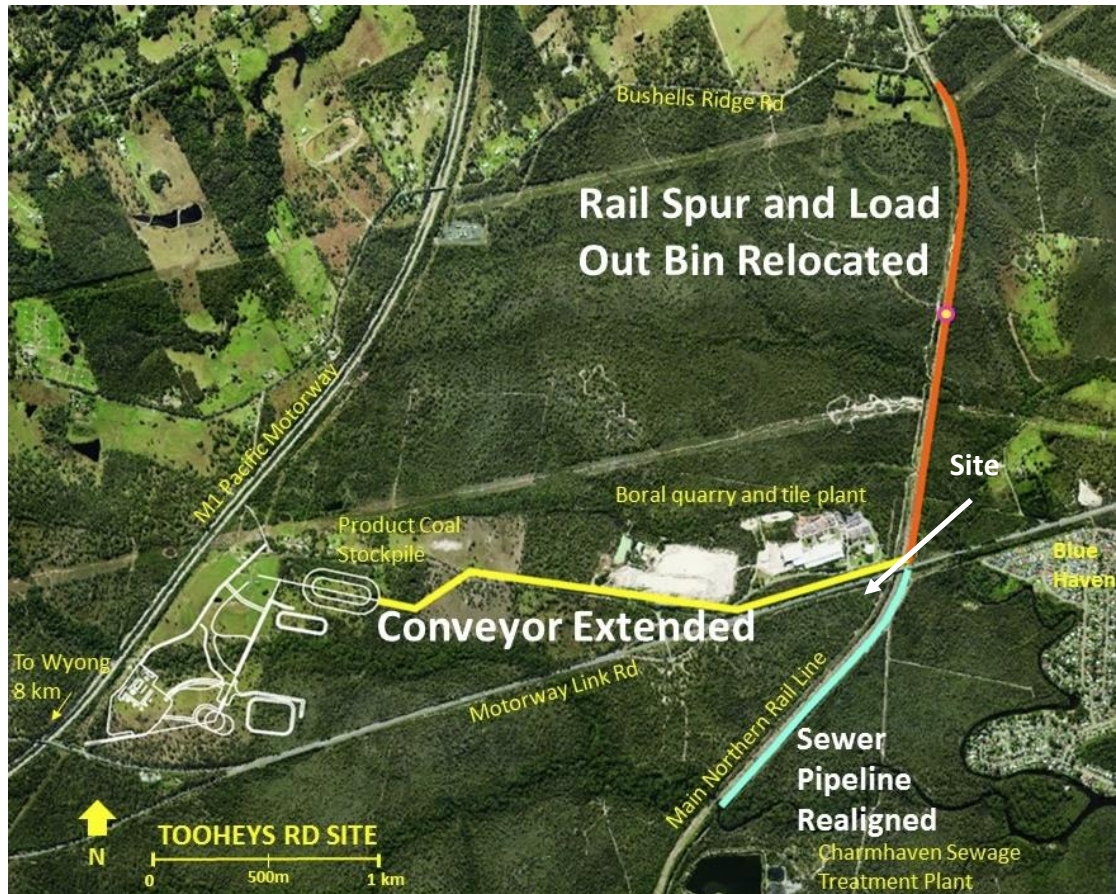 Bushells Ridge Rd
Rail Spur and Load
Out Bin Relocated
M1 Pacific Motorway
Site
Boral quarry and tile plant
Product Coal
Stockpile
Blue
Haven
Conveyor Extended
To Wyong
8 km
Motorway Link Rd
Main Northern Rail Line
Sewer
Pipeline
Realigned
Charmhaven Sewage
Treatment Plant
N
TOOHEYS RD SITE
0 500m 1 km